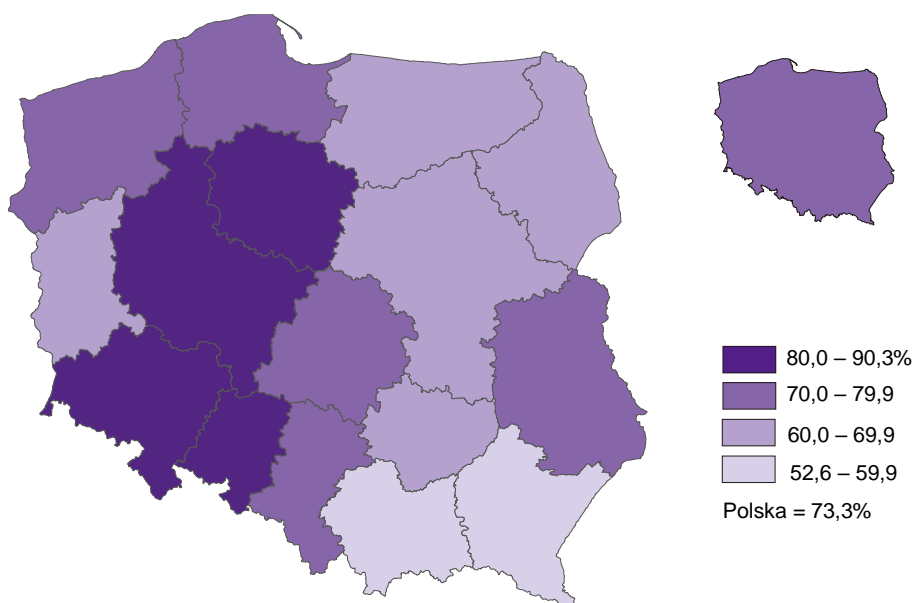 80,0 – 90,3%
70,0 – 79,9
60,0 – 69,9
52,6 – 59,9
Polska = 73,3%